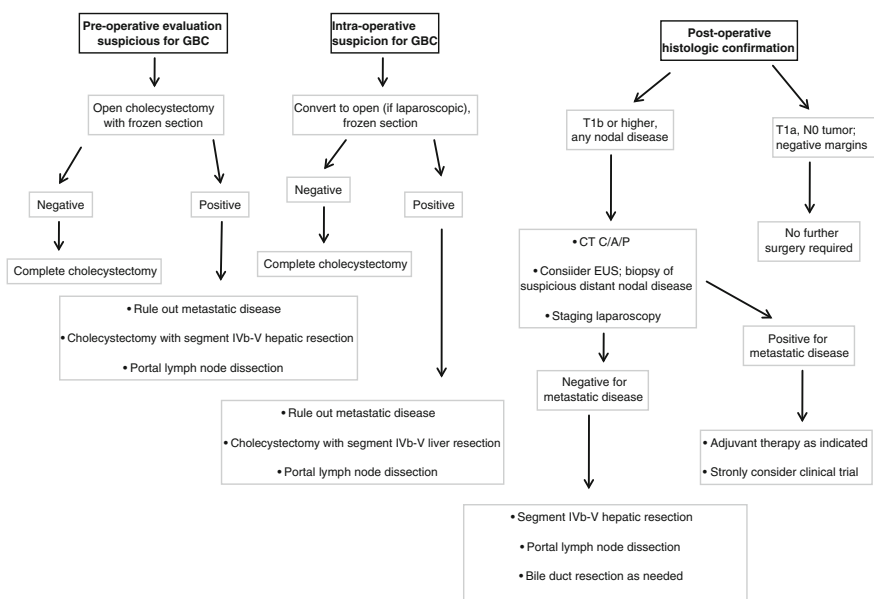 Pre-operative evaluation
suspicious for GBC
Open cholecystectomy
with frozen section
Negative
Positive
Complete cholecystectomy
• Rule out metastatic disease
• Cholecystectomy with segment IVb-V hepatic resection
• Portal lymph node dissection
Intra-operative
suspicion for GBC
Convert to open (if laparoscopic),
frozen section
Negative
Positive
Complete cholecystectomy
• Rule out metastatic disease
• Cholecystectomy with segment IVb-V liver resection
• Portal lymph node dissection
Post-operative
histologic confirmation
T1b or higher,
any nodal disease
T1a, N0 tumor;
negative margins
No further
surgery required
• CT C/A/P
• Consiider EUS; biopsy of
suspicious distant nodal disease
• Staging laparoscopy
Negative for
metastatic disease
Positive for
metastatic disease
• Adjuvant therapy as indicated
• Stronly consider clinical trial
• Segment IVb-V hepatic resection
• Portal lymph node dissection
• Bile duct resection as needed